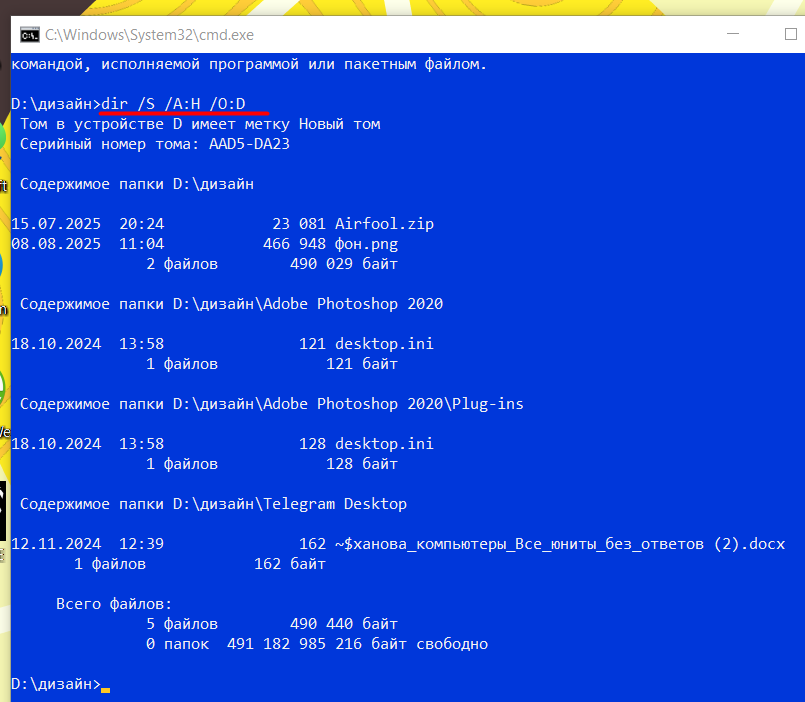 C:\Windows\System32\cmd.exe
командой, исполняемой программой или пакетным файлом.
D:\дизайн>dir /S /A:H /O:D
Том в устройстве D имеет метку Новый том
Серийный номер тома: AAD5-DA23
Содержимое папки D:\дизайн
15.07.2025  20:24            23 081 Airfool.zip
08.08.2025  11:04           466 948 фон.png
2 файлов        490 029 байт
Содержимое папки D:\дизайн\Adobe Photoshop 2020
18.10.2024  13:58               121 desktop.ini
1 файлов            121 байт
Содержимое папки D:\дизайн\Adobe Photoshop 2020\Plug-ins
18.10.2024  13:58               128 desktop.ini
1 файлов            128 байт
Содержимое папки D:\дизайн\Telegram Desktop
12.11.2024  12:39               162 ~$ханова_компьютеры_Все_юниты_без_ответов (2).docx
1 файлов            162 байт
Всего файлов:
5 файлов        490 440 байт
0 папок  491 182 985 216 байт свободно
D:\дизайн>